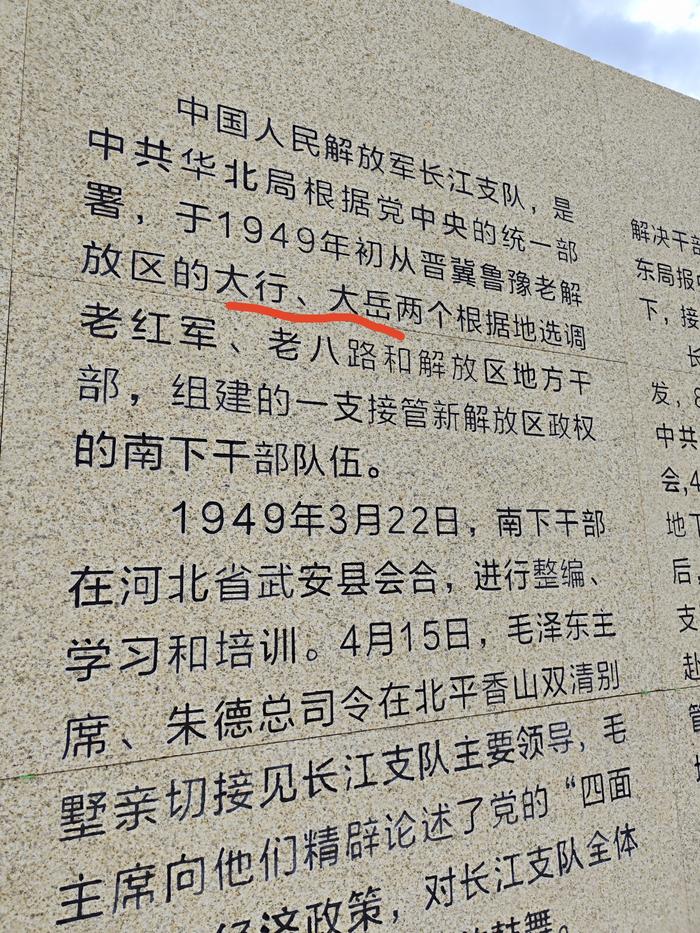 中国人民解放军长江支队，是
中共华北局根据党中央的统一部
署，于1949年初从晋冀鲁豫老解
放区的大行、大岳两个根据地选调
老红军、老八路和解放区地方干
部，组建的一支接管新解放区政权
的南下干部队伍。
1949年3月22日，南下干部
在河北省武安县会合，进行整编、
学习和培训。4月15日，毛泽东主
席、朱德总司令在北平香山双清别
墅亲切接见长江支队主要领导，毛
主席向他们精辟论述了党的“四面
经济政策，对长江支队全体
鼓舞。
解决干部
东局报中
下，接
长
发，8
中共
会,4
地下
后，
支
赴
管